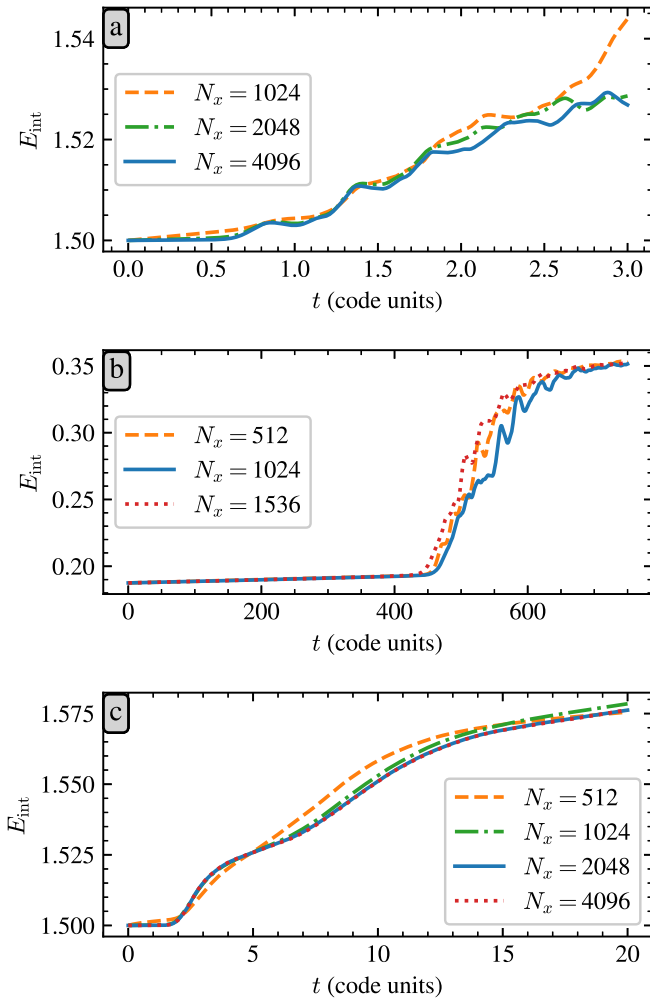 a
1.54
1.52
1.50
E_int
N_x = 1024
N_x = 2048
N_x = 4096
0.0 0.5 1.0 1.5 2.0 2.5 3.0
t (code units)
b
0.35
0.30
0.25
0.20
E_int
N_x = 512
N_x = 1024
N_x = 1536
0 200 400 600
t (code units)
c
1.575
1.550
1.525
1.500
E_int
N_x = 512
N_x = 1024
N_x = 2048
N_x = 4096
0 5 10 15 20
t (code units)